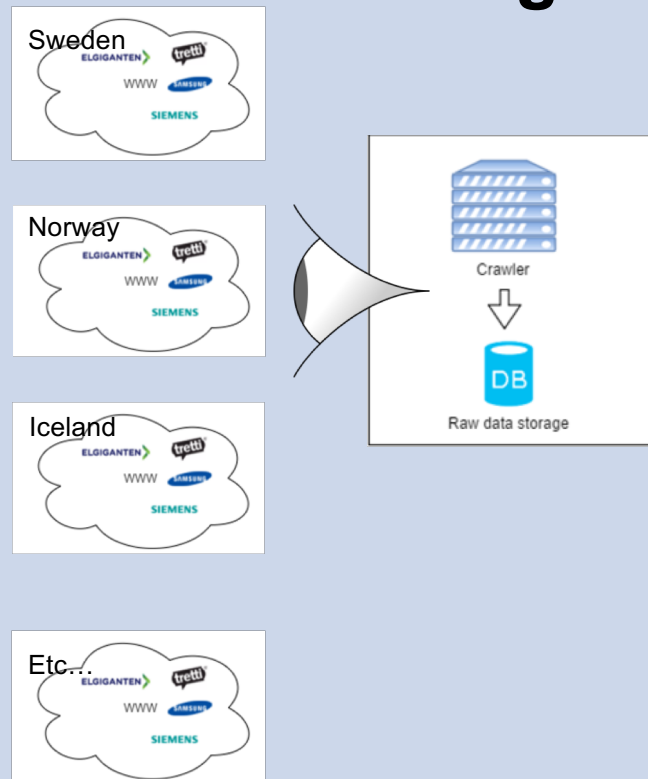 g
Sweden
ELGIGANTEN
tretti
WWW
SAMSUNG
SIEMENS
Norway
ELGIGANTEN
tretti
WWW
SAMSUNG
SIEMENS
Iceland
ELGIGANTEN
tretti
WWW
SAMSUNG
SIEMENS
Etc...
ELGIGANTEN
tretti
WWW
SAMSUNG
SIEMENS
Crawler
DB
Raw data storage